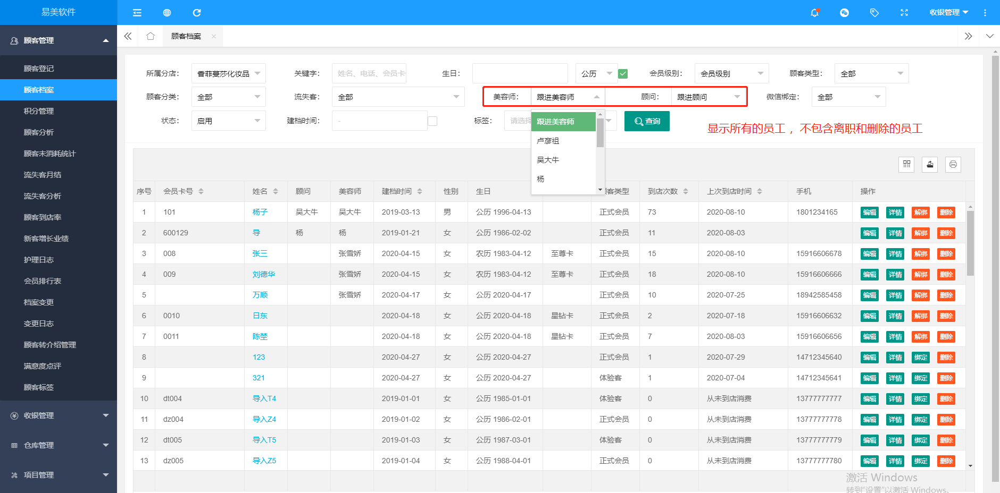 易美软件
收银管理
顾客管理
顾客档案
顾客登记
顾客档案
积分管理
顾客分析
顾客未消耗统计
流失客月结
流失客分析
顾客到店率
新客增长业绩
护理日志
会员排行表
档案变更
变更日志
顾客转介绍管理
满意度点评
顾客标签
收银管理
仓库管理
项目管理
所属分店: 香菲蔓莎化妆品 关键字: 姓名、电话、会员卡 生日: 公历 会员级别: 会员级别 顾客类型: 全部
顾客分类: 全部 流失客: 全部 美容师: 跟进美容师 顾问: 跟进顾问 微信绑定: 全部
状态: 启用 建档时间: - 标签: 请选择 查询
跟进美容师
卢彦祖
吴大牛
杨
显示所有的员工，不包含离职和删除的员工
序号 会员卡号 姓名 顾问 美容师 建档时间 性别 生日 客类型 到店次数 上次到店时间 手机 操作
1 101 杨子 吴大牛 吴大牛 2019-03-13 男 公历 1996-04-13 正式会员 73 2020-08-10 1801234165 编辑 详情 解绑 删除
2 600129 导 杨 杨 2019-01-21 女 公历 1986-02-02 正式会员 11 2020-08-03 编辑 详情 解绑 删除
3 008 张三 张雪娇 2020-04-15 女 农历 1983-04-12 至尊卡 正式会员 15 2020-08-10 15916606678 编辑 详情 解绑 删除
4 009 刘德华 张雪娇 2020-04-15 女 农历 1983-04-12 至尊卡 正式会员 18 2020-08-10 15916606666 编辑 详情 解绑 删除
5 万顺 张雪娇 2020-04-17 女 公历 2020-04-17 正式会员 10 2020-07-25 18942585458 编辑 详情 解绑 删除
6 0010 日东 2020-04-18 女 公历 2020-04-18 星钻卡 正式会员 2 2020-07-18 15916606632 编辑 详情 解绑 删除
7 0011 陈埜 2020-04-18 女 公历 2020-04-18 星钻卡 正式会员 7 2020-08-03 15916606656 编辑 详情 解绑 删除
8 123 2020-04-27 女 公历 2020-04-27 正式会员 1 2020-07-29 14712345640 编辑 详情 绑定 删除
9 321 2020-04-27 女 公历 2020-04-27 体验客 1 2020-07-04 14712345641 编辑 详情 绑定 删除
10 dt004 导入T4 2019-01-01 女 公历 1985-01-01 体验客 0 从未到店消费 13777777777 编辑 详情 绑定 删除
11 dz004 导入Z4 2019-01-02 女 公历 1986-02-01 正式会员 0 从未到店消费 13777777778 编辑 详情 绑定 删除
12 dt005 导入T5 2019-01-03 女 公历 1987-03-01 体验客 0 从未到店消费 13777777779 编辑 详情 绑定 删除
13 dz005 导入Z5 2019-01-04 女 公历 1988-04-01 正式会员 0 从未到店消费 13777777780 编辑 详情 绑定 删除
激活 Windows
转到"设置"以激活 Windows。